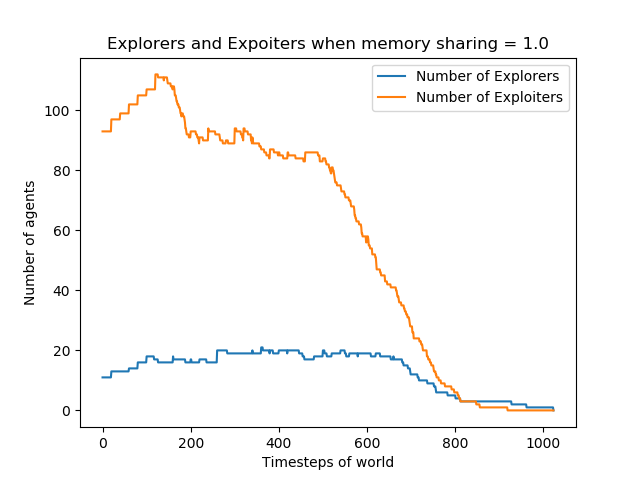 Explorers and Expoiters when memory sharing = 1.0
Number of Explorers
Number of Exploiters
Number of agents
100
80
60
40
20
0
0 200 400 600 800 1000
Timesteps of world